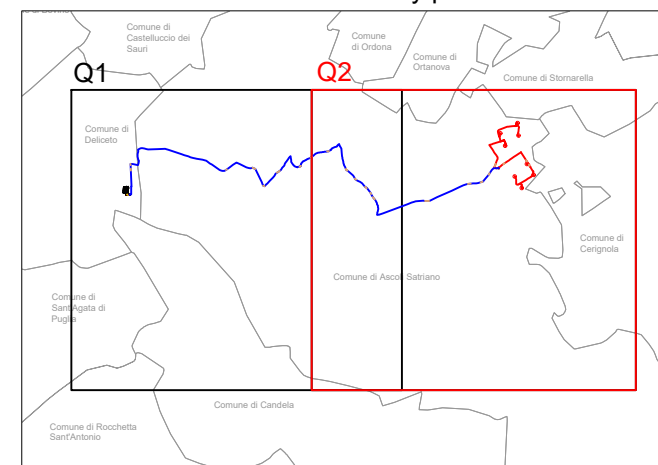 Comune di
Castelluccio dei
Sauri
Comune
di Ordona
Comune di
Ortanova
Comune di Stornarella
Q1
Q2
Comune di
Deliceto
Comune di
Cerignola
Comune di Ascoli Satriano
Comune di
Sant'Agata di
Puglia
Comune di Candela
Comune di Rocchetta
Sant'Antonio